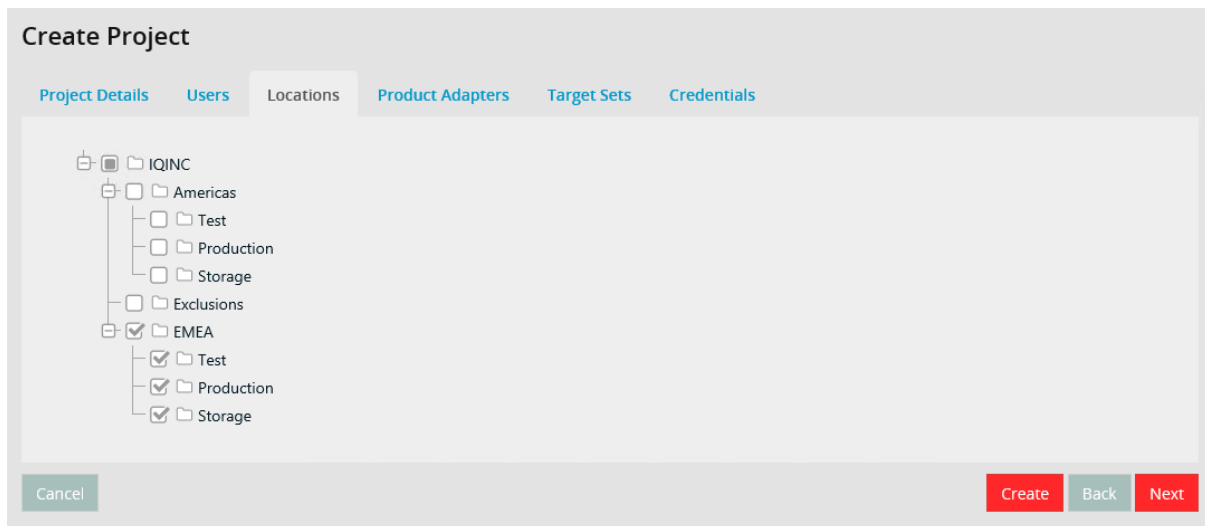 Create Project
Project Details Users Locations Product Adapters Target Sets Credentials
IQINC
Americas
Test
Production
Storage
Exclusions
EMEA
Test
Production
Storage
Cancel Create Back Next